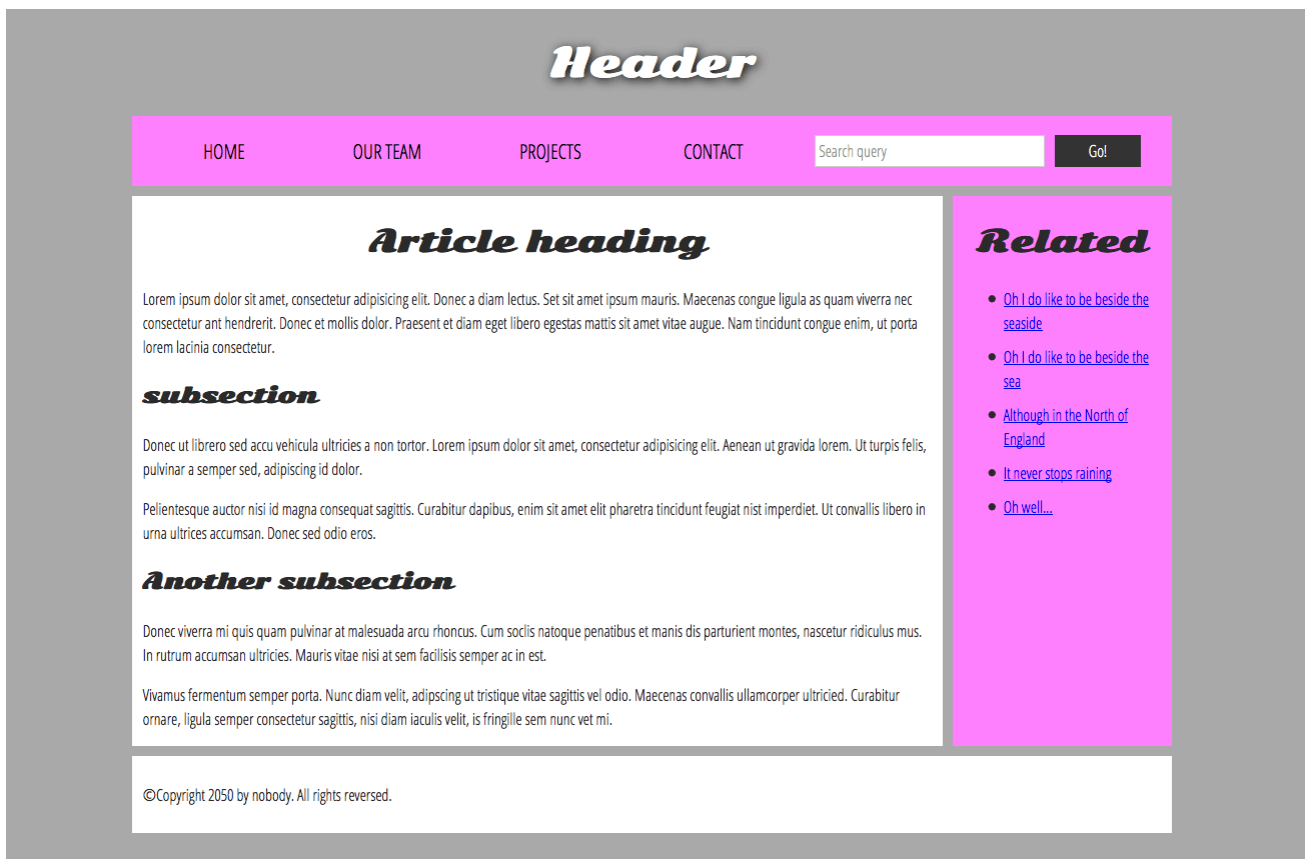 Header
HOME OUR TEAM PROJECTS CONTACT Search query Go!
Article heading
Lorem ipsum dolor sit amet, consectetur adipisicing elit. Donec a diam lectus. Set sit amet ipsum mauris. Maecenas congue ligula as quam viverra nec
consectetur ant hendrerit. Donec et mollis dolor. Praesent et diam eget libero egestas mattis sit amet vitae augue. Nam tincidunt congue enim, ut porta
lorem lacinia consectetur.
subsection
Donec ut librero sed accu vehicula ultricies a non tortor. Lorem ipsum dolor sit amet, consectetur adipisicing elit. Aenean ut gravida lorem. Ut turpis felis,
pulvinar a semper sed, adipiscing id dolor.
Pelientesque auctor nisi id magna consequat sagittis. Curabitur dapibus, enim sit amet elit pharetra tincidunt feugiat nist imperdiet. Ut convallis libero in
urna ultrices accumsan. Donec sed odio eros.
Another subsection
Donec viverra mi quis quam pulvinar at malesuada arcu rhoncus. Cum soclis natoque penatibus et manis dis parturient montes, nascetur ridiculus mus.
In rutrum accumsan ultricies. Mauris vitae nisi at sem facilisis semper ac in est.
Vivamus fermentum semper porta. Nunc diam velit, adipscing ut tristique vitae sagittis vel odio. Maecenas convallis ullamcorper ultricied. Curabitur
ornare, ligula semper consectetur sagittis, nisi diam iaculis velit, is fringille sem nunc vet mi.
Related
Oh I do like to be beside the
seaside
Oh I do like to be beside the
sea
Although in the North of
England
It never stops raining
Oh well...
©Copyright 2050 by nobody. All rights reversed.